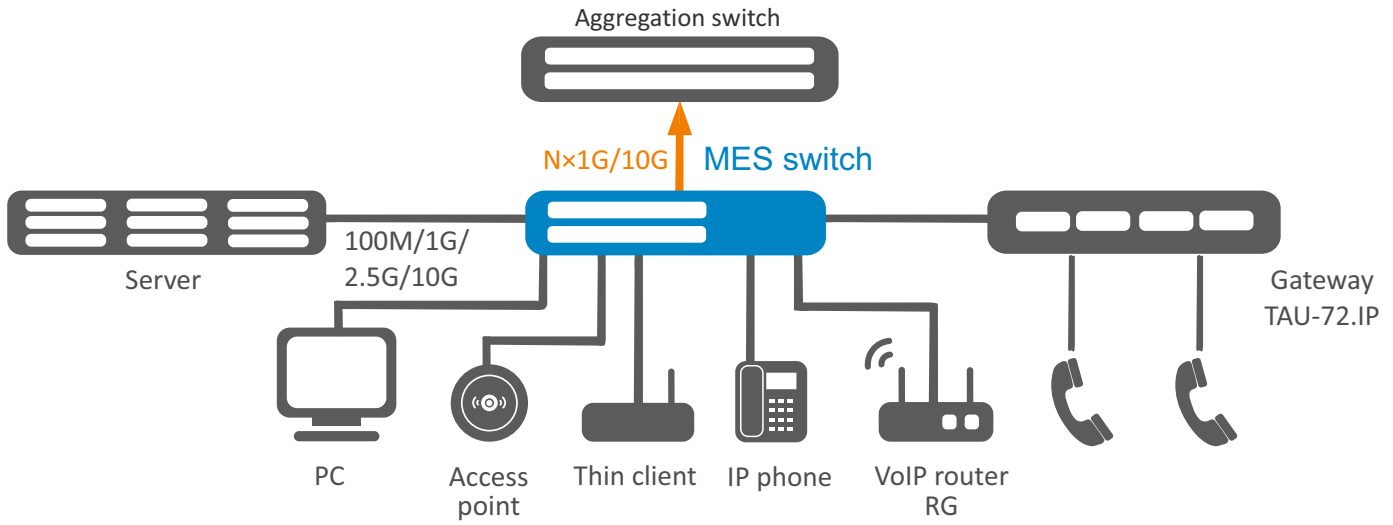 Aggregation switch
N×1G/10G
MES switch
100M/1G/
2.5G/10G
Server
Gateway
TAU-72.IP
PC
Access
point
Thin client
IP phone
VoIP router
RG